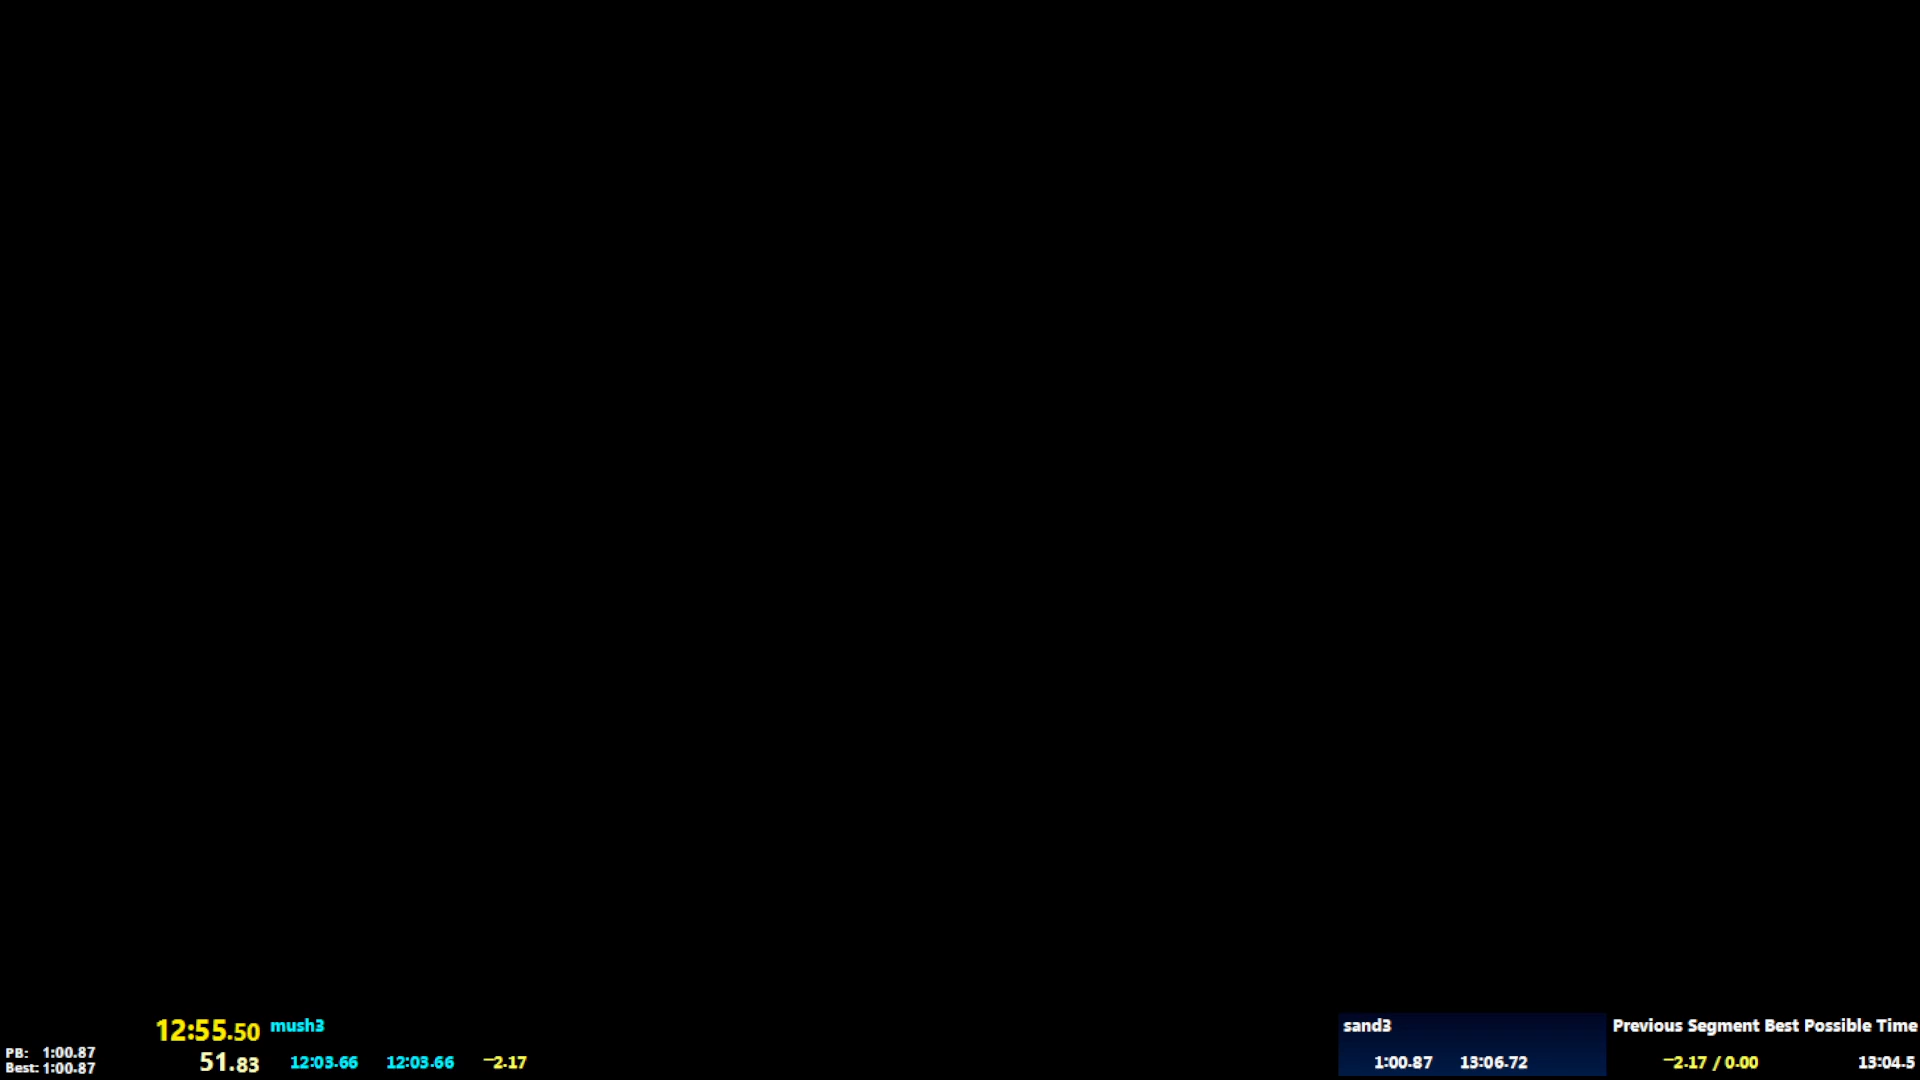 12:55.50 mush3
sand3
Previous Segment Best Possible Time
PB: 1:00.87
Best: 1:00.87
51.83
12:03.66 12:03.66 −2.17
1:00.87 13:06.72
−2.17 / 0.00 13:04.5